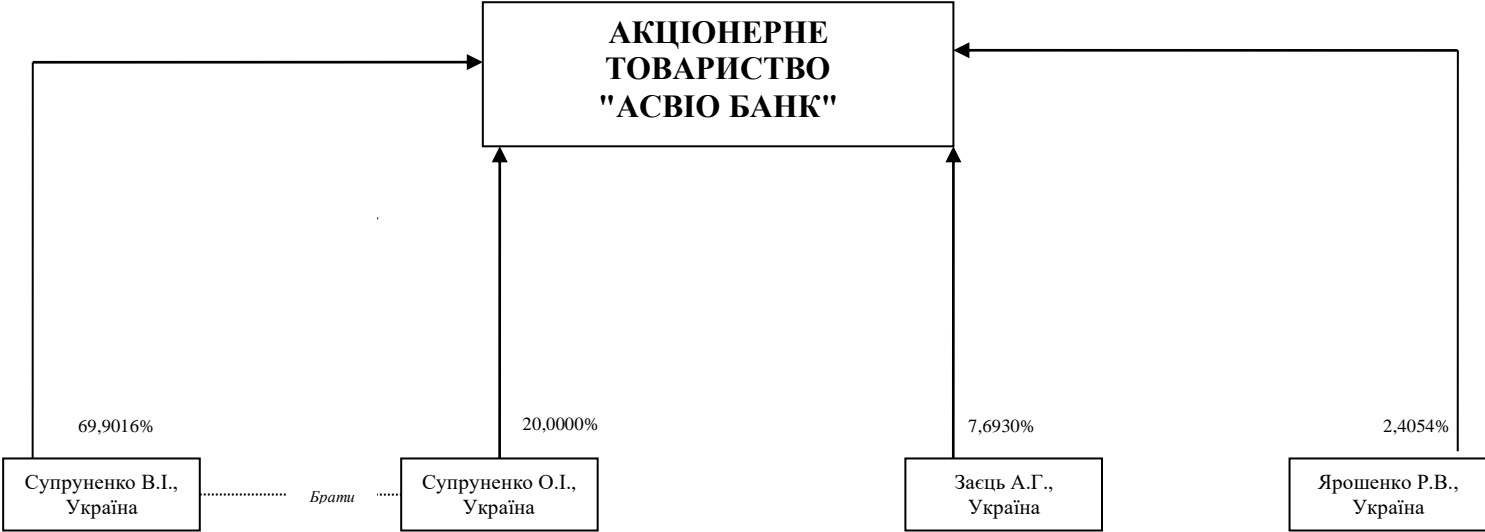 АКЦІОНЕРНЕ
ТОВАРИСТВО
"АСВІО БАНК"
69,9016%
20,0000%
7,6930%
2,4054%
Супруненко В.І.,
Україна
Брати
Супруненко О.І.,
Україна
Заєць А.Г.,
Україна
Ярошенко Р.В.,
Україна